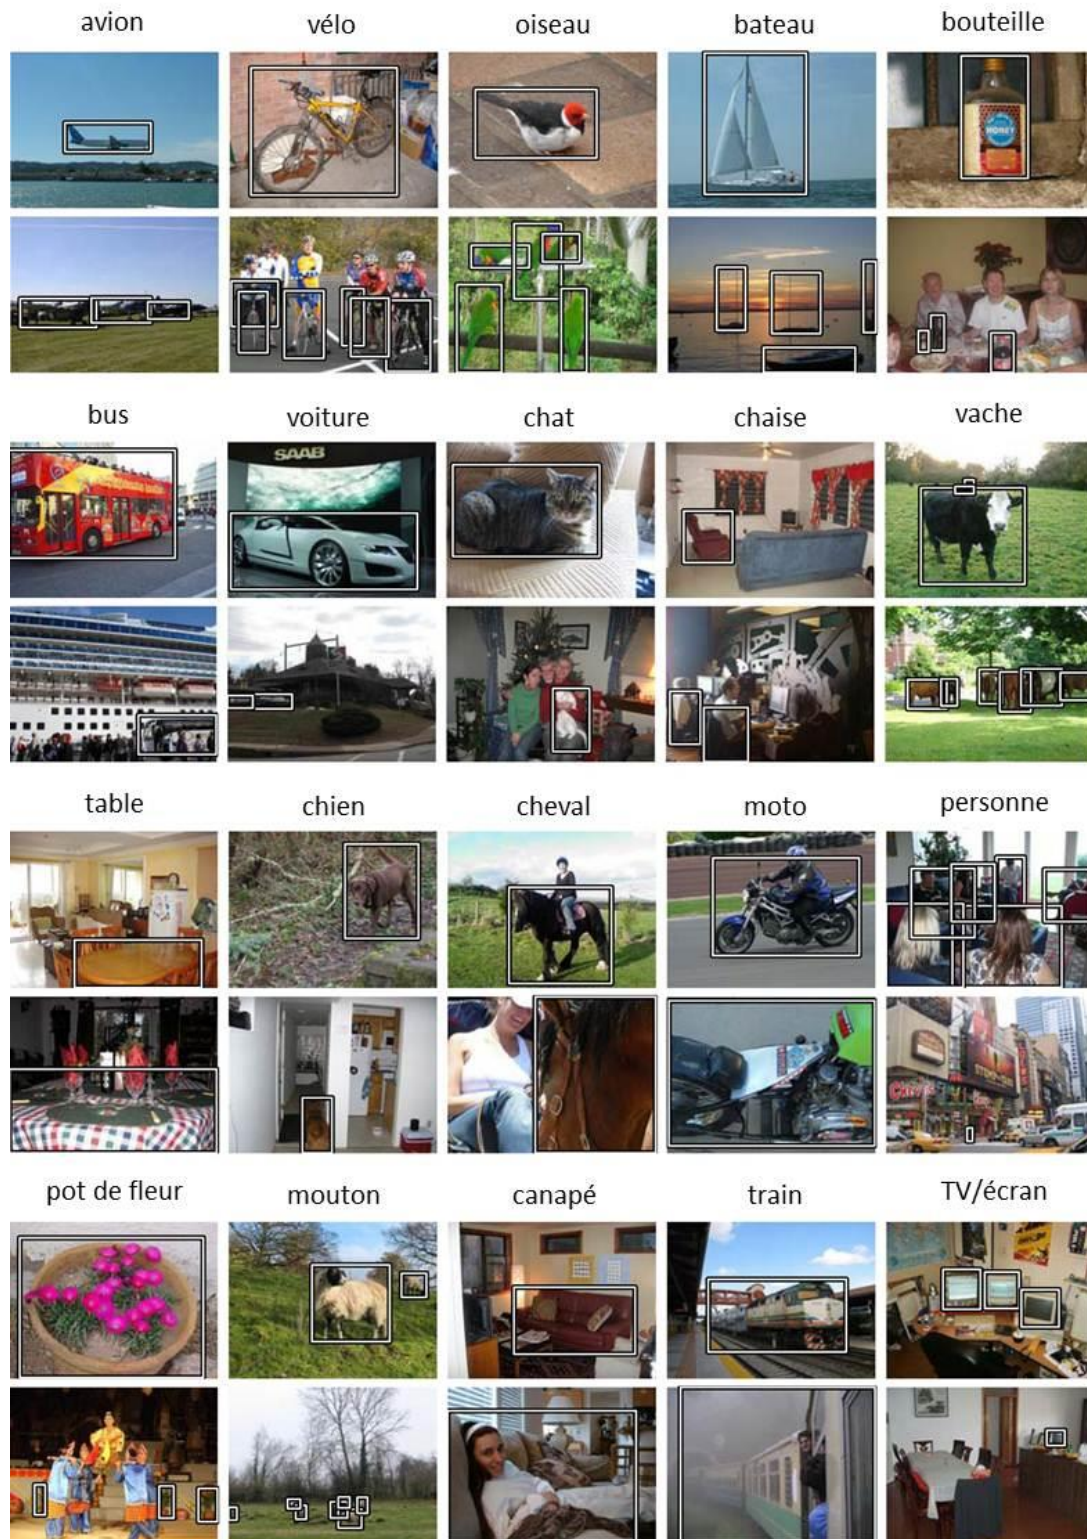 avion vélo oiseau bateau bouteille
HONEY
bus voiture chat chaise vache
SAAB
table chien cheval moto personne
pot de fleur mouton canapé train TV/écran